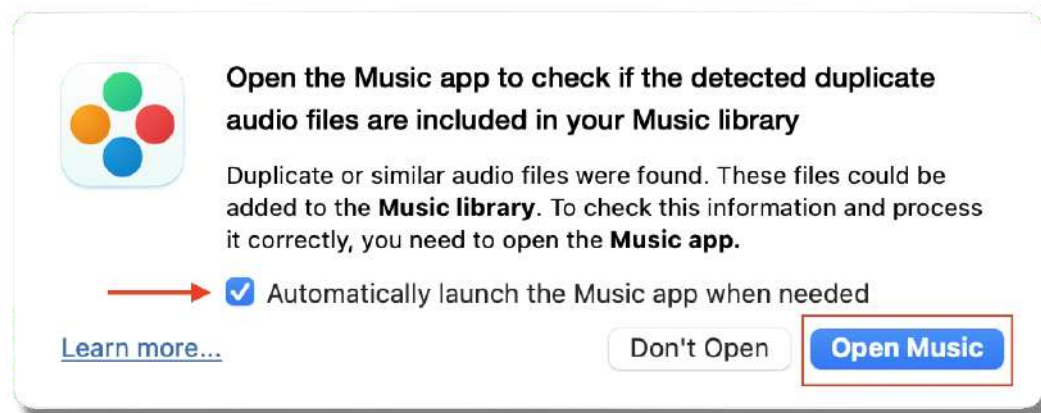 Open the Music app to check if the detected duplicate
audio files are included in your Music library
Duplicate or similar audio files were found. These files could be
added to the Music library. To check this information and process
it correctly, you need to open the Music app.
Automatically launch the Music app when needed
Learn more...
Don't Open
Open Music